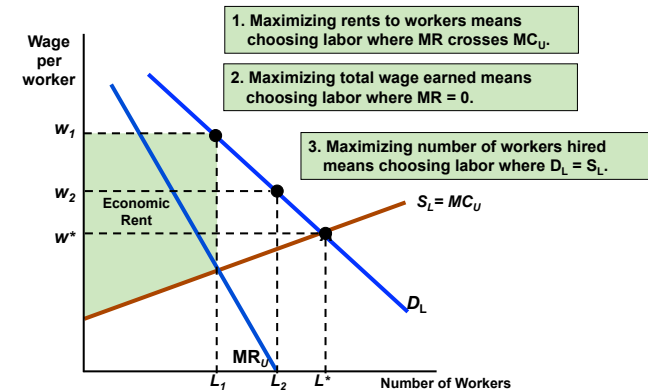 1. Maximizing rents to workers means
choosing labor where MR crosses MCU.
Wage
per
worker
2. Maximizing total wage earned means
choosing labor where MR = 0.
w1
3. Maximizing number of workers hired
means choosing labor where DL = SL.
w2
Economic
Rent
SL= MCU
w*
DL
MRU
L1
L2
L*
Number of Workers